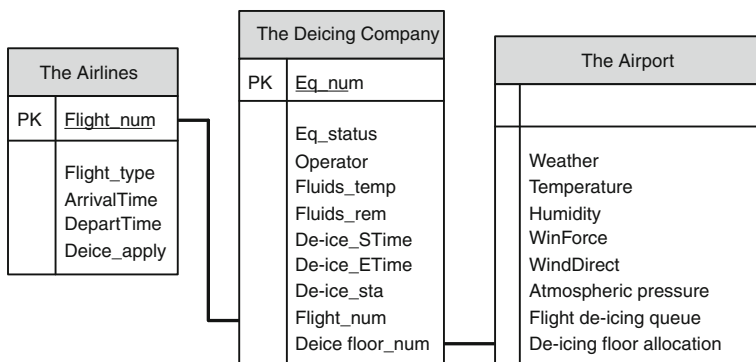 The Airlines
PK Flight_num
Flight_type
ArrivalTime
DepartTime
Deice_apply
The Deicing Company
PK Eq_num
Eq_status
Operator
Fluids_temp
Fluids_rem
De-ice_STime
De-ice_ETime
De-ice_sta
Flight_num
Deice floor_num
The Airport
Weather
Temperature
Humidity
WinForce
WindDirect
Atmospheric pressure
Flight de-icing queue
De-icing floor allocation